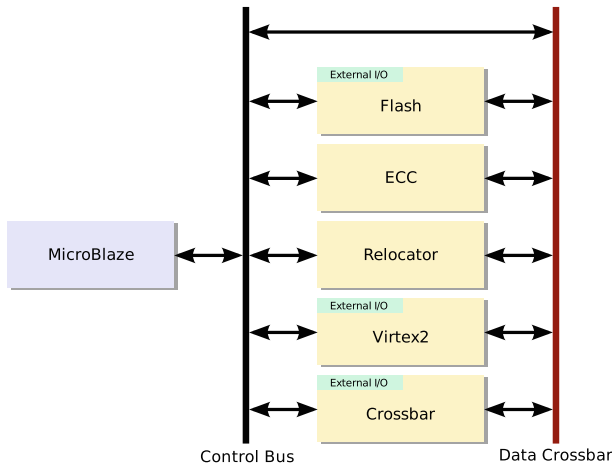 External I/O
Flash
ECC
MicroBlaze
Relocator
External I/O
Virtex2
External I/O
Crossbar
Control Bus
Data Crossbar